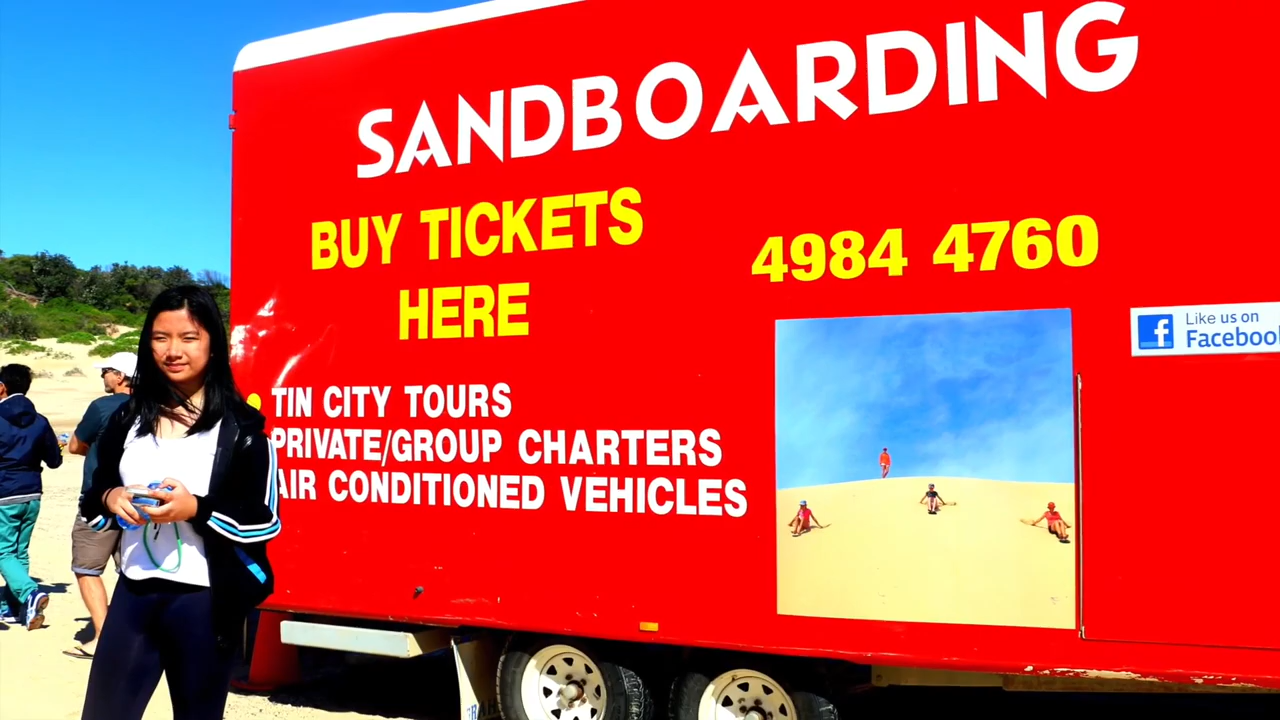 SANDBOARDING
BUY TICKETS
HERE
4984 4760
Like us on
Facebook
TIN CITY TOURS
PRIVATE/GROUP CHARTERS
AIR CONDITIONED VEHICLES